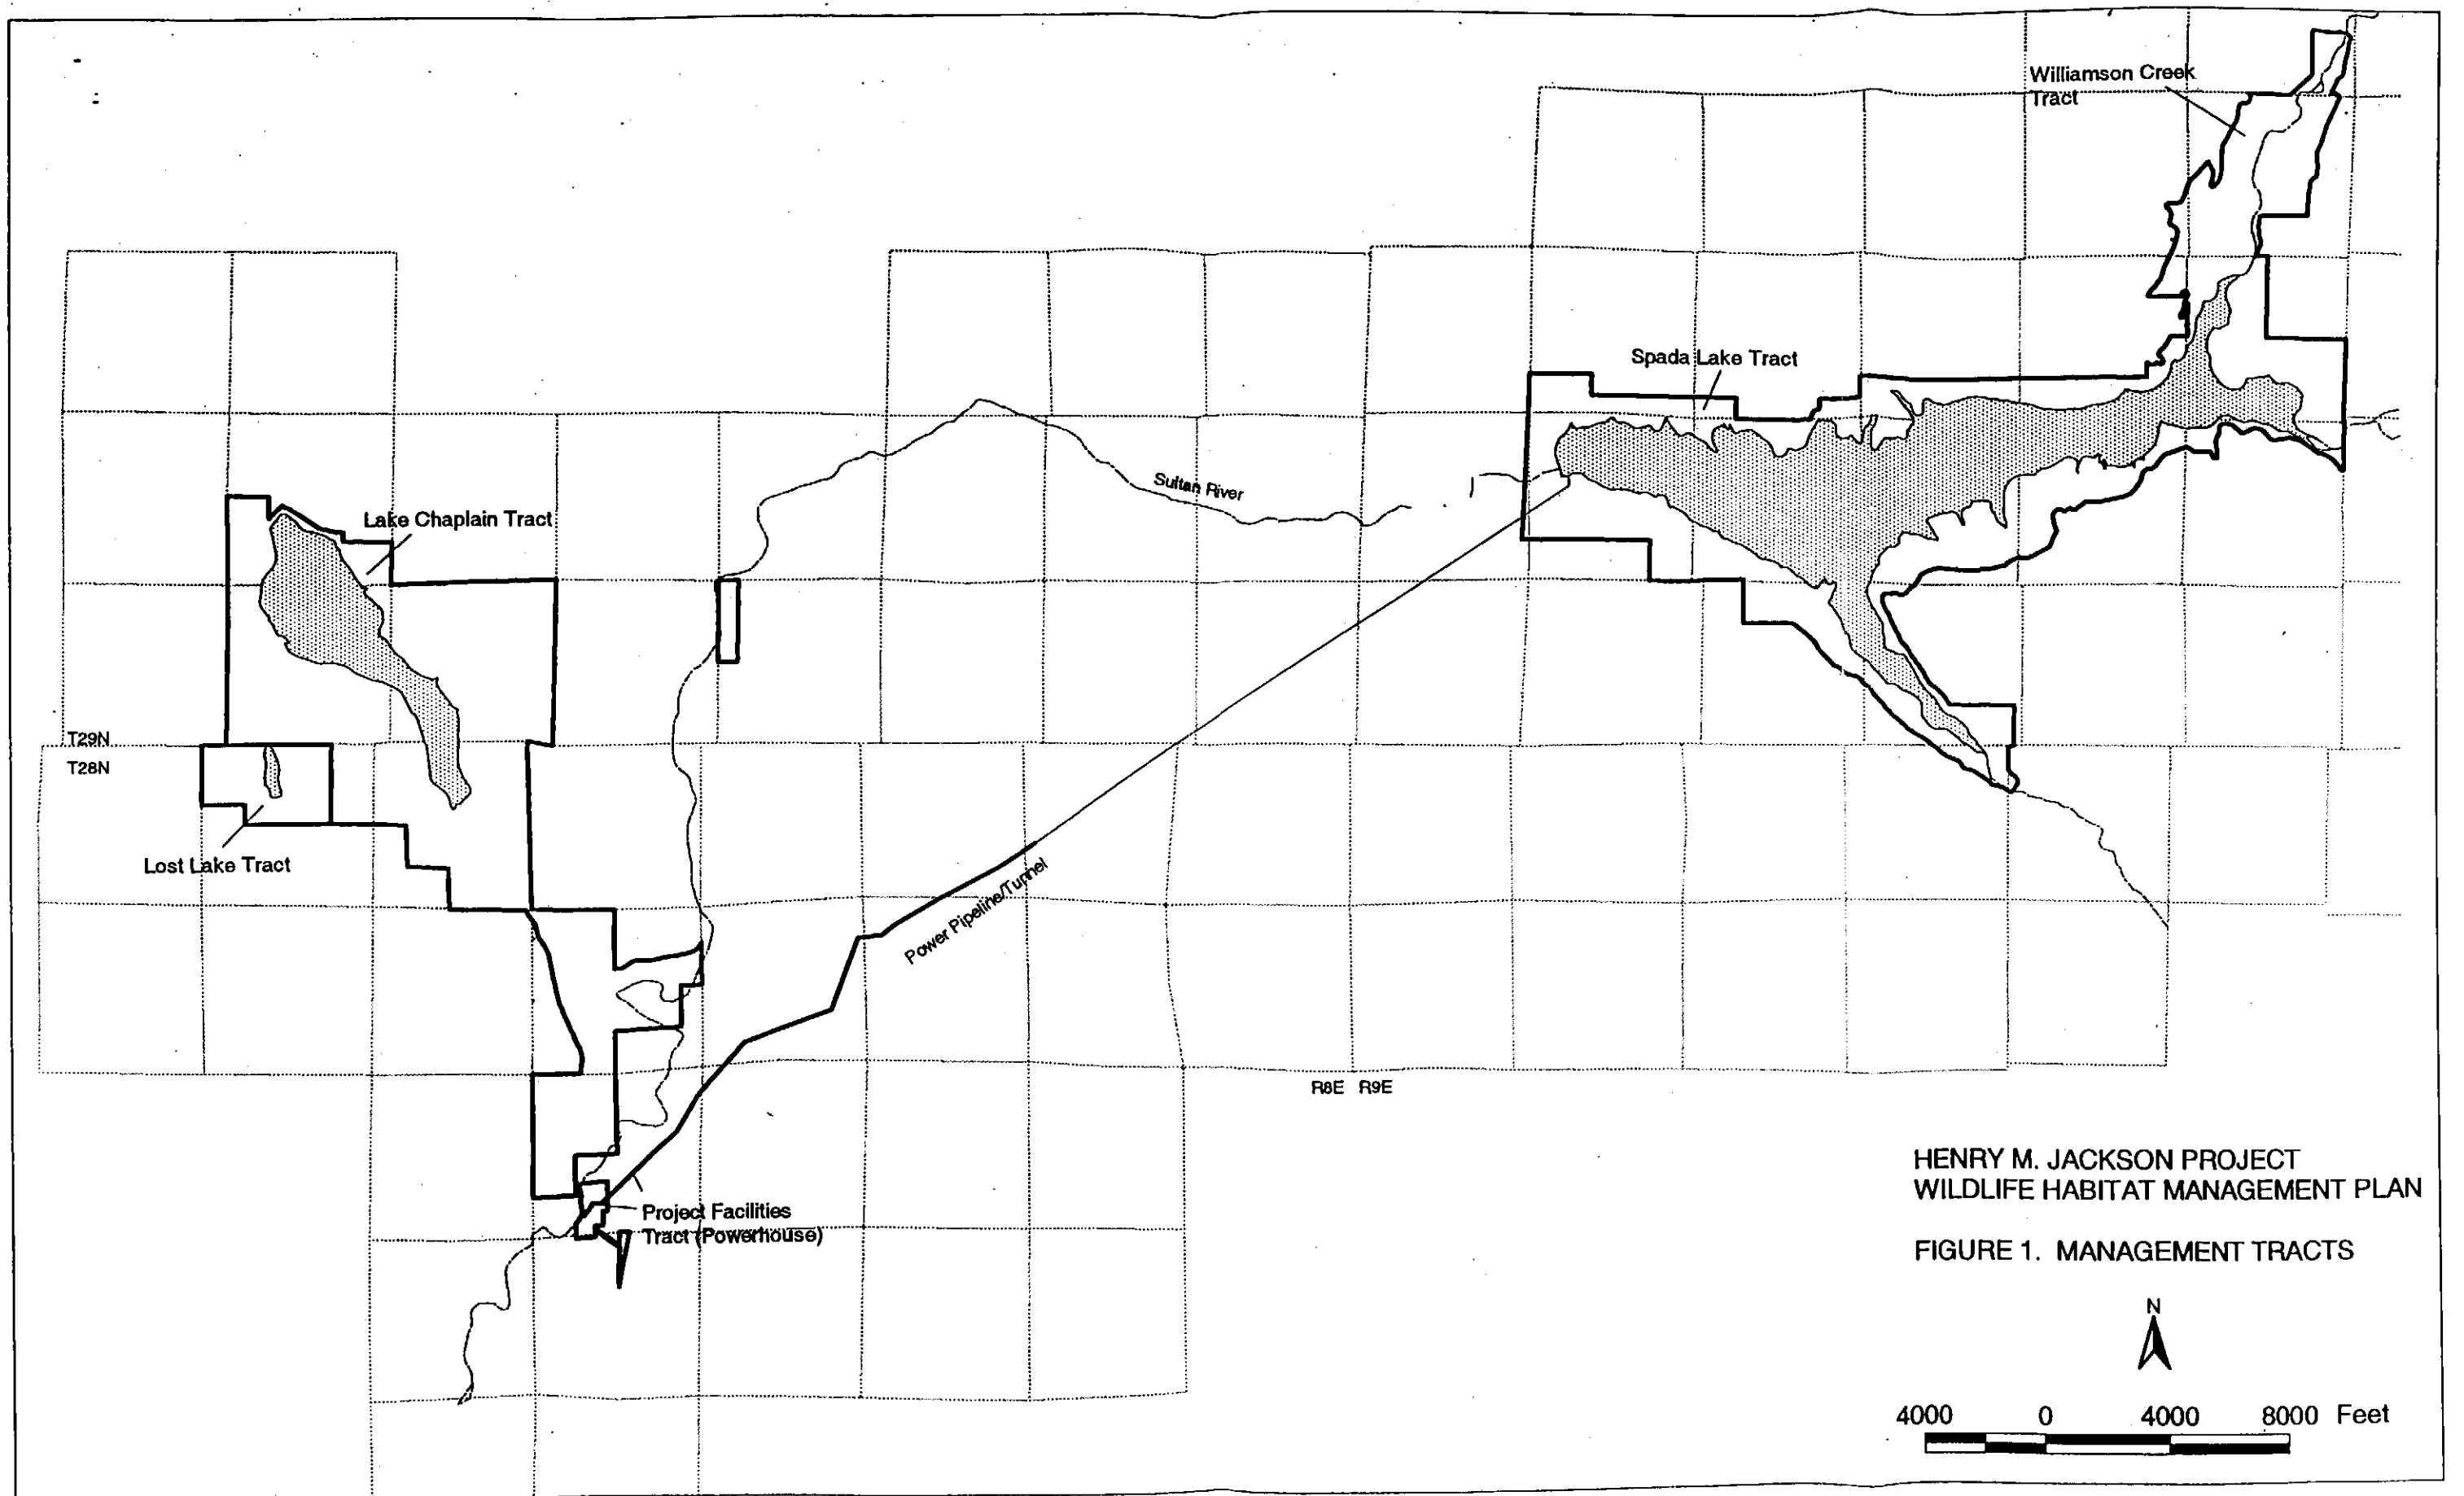 Williamson Creek
Tract
Spada Lake Tract
Sultan River
Lake Chaplain Tract
T29N
T28N
Lost Lake Tract
Power Pipeline/Tunnel
R8E R9E
Project Facilities
Tract (Powerhouse)
HENRY M. JACKSON PROJECT
WILDLIFE HABITAT MANAGEMENT PLAN
FIGURE 1. MANAGEMENT TRACTS
N
4000 0 4000 8000 Feet